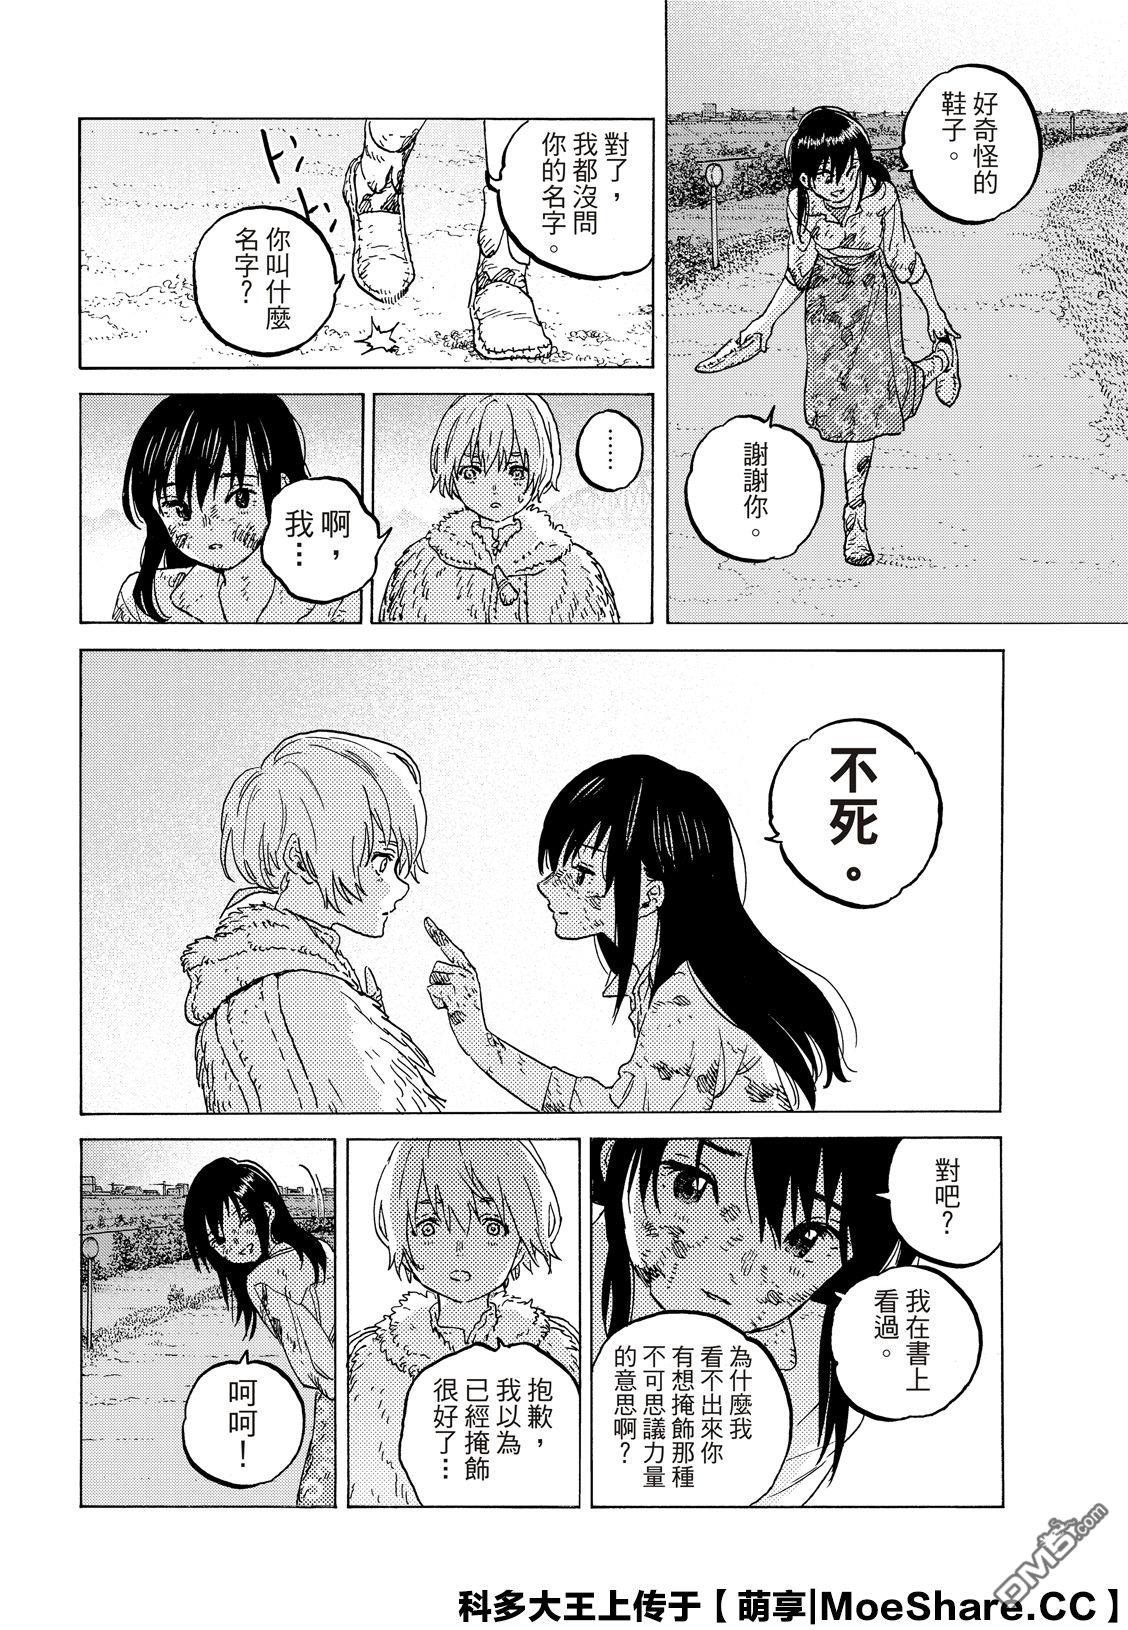 好奇怪的
鞋子。
謝謝你。
對了，
我都沒問
你的名字。
你叫什麼
名字？
……
啊，
我…
不死。
對吧？
我在書上
看過。
為什麼我
看不出來你
有想掩飾那種
不可思議力量
的意思啊？
抱歉，
我以為
已經掩飾
很好了…
呵呵！
科多大王上传于【萌享|MoeShare.CC】
DM5.com